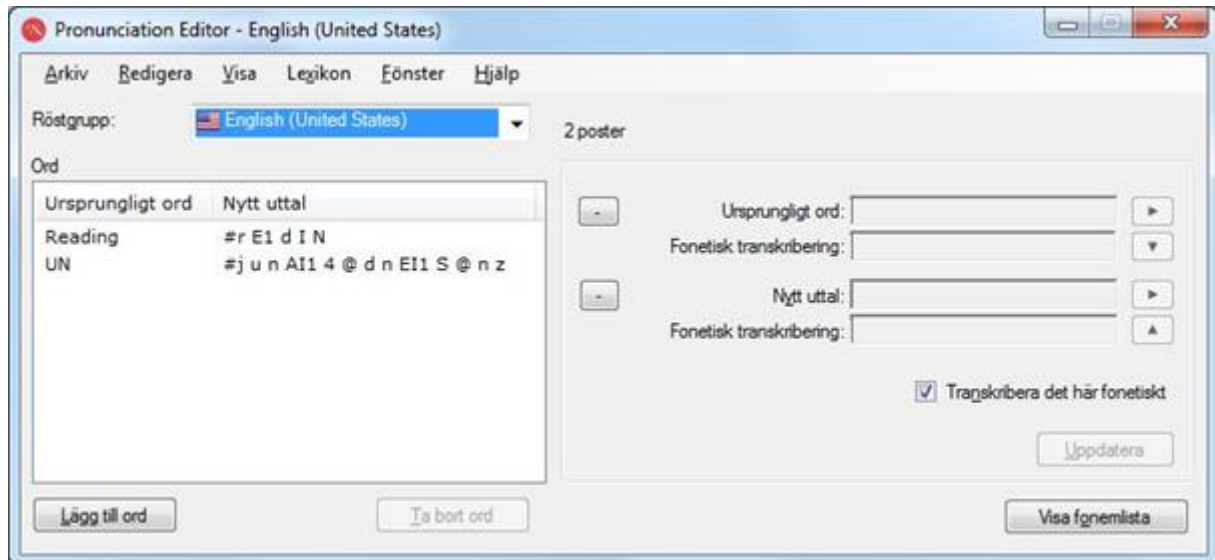 Pronunciation Editor - English (United States)
Arkiv Redigera Visa Lexikon Fönster Hjälp
Röstgrupp: English (United States)
2 poster
Ord
Ursprungligt ord Nytt uttal
Reading #r E1 d I N
UN #j u n AI1 4 @ d n EI1 S @ n z
- Ursprungligt ord:
Fonetisk transkribering:
- Nytt uttal:
Fonetisk transkribering:
Transkribera det här fonetiskt
Uppdatera
Lägg till ord Ta bort ord Visa fonemlista